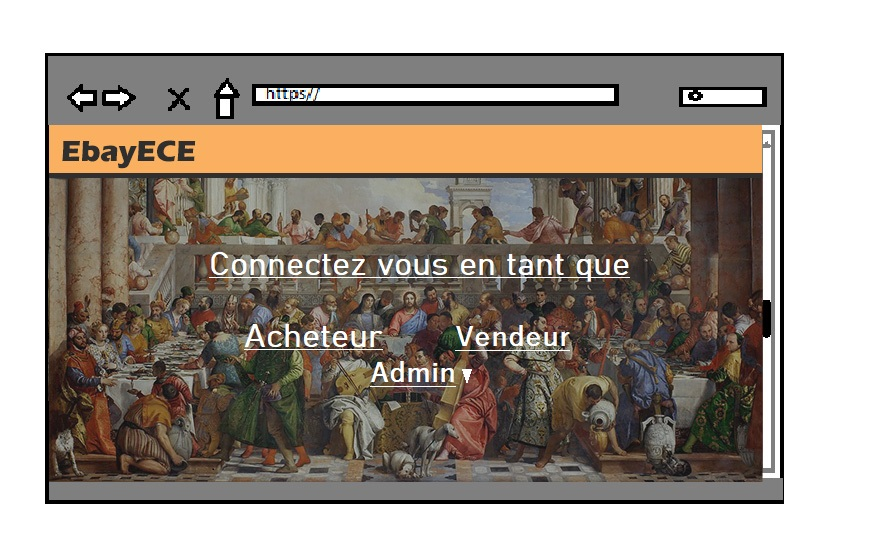 https//
EbayECE
Connectez vous en tant que
Acheteur Vendeur
Admin